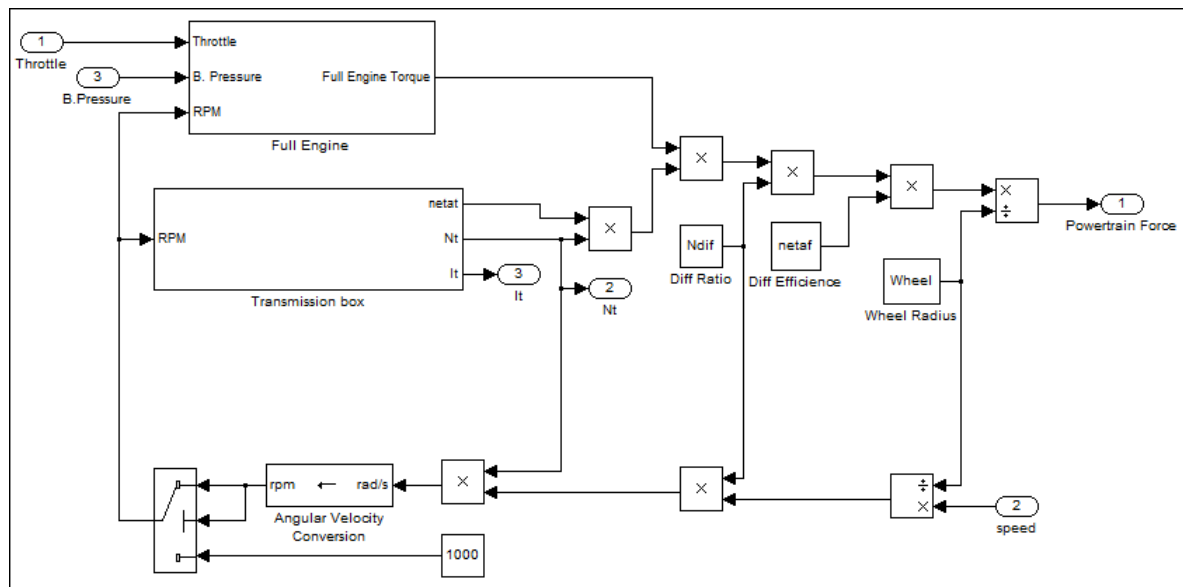 1
Throttle
3
B.Pressure
Throttle
B. Pressure
RPM
Full Engine Torque
Full Engine
×
×
×
×
÷
1
Powertrain Force
RPM
netat
Nt
It
Transmission box
×
3
It
2
Nt
Ndif
Diff Ratio
netaf
Diff Efficience
Wheel
Wheel Radius
rpm ← rad/s
Angular Velocity
Conversion
×
×
÷
×
2
speed
1000